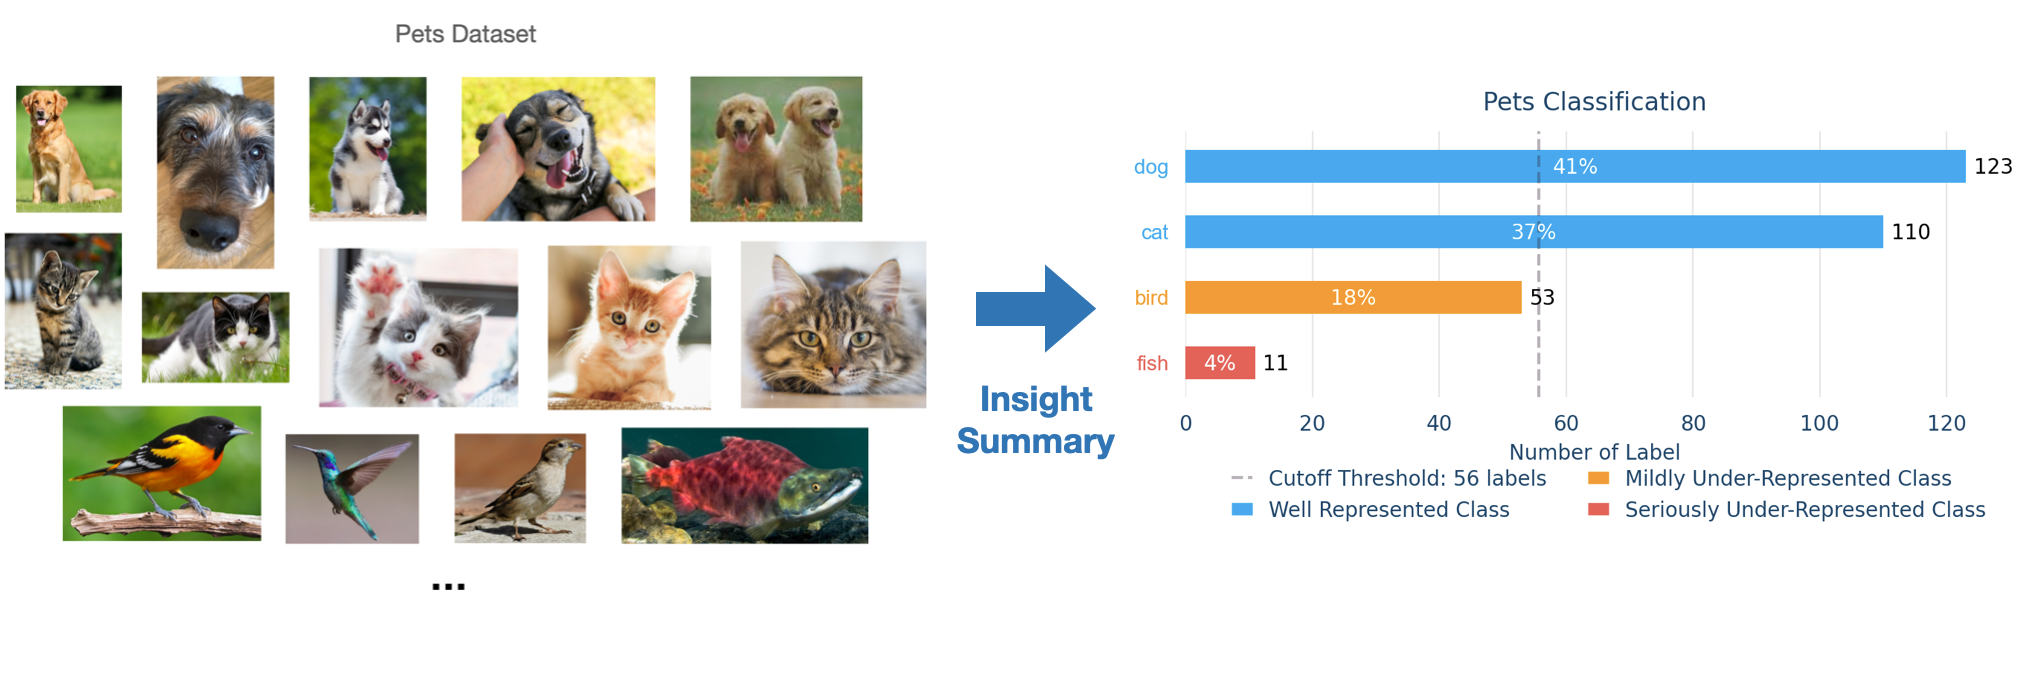 Pets Dataset
...
Insight
Summary
Pets Classification
dog 41% 123
cat 37% 110
bird 18% 53
fish 4% 11
0 20 40 60 80 100 120
Number of Label
Cutoff Threshold: 56 labels
Well Represented Class
Mildly Under-Represented Class
Seriously Under-Represented Class